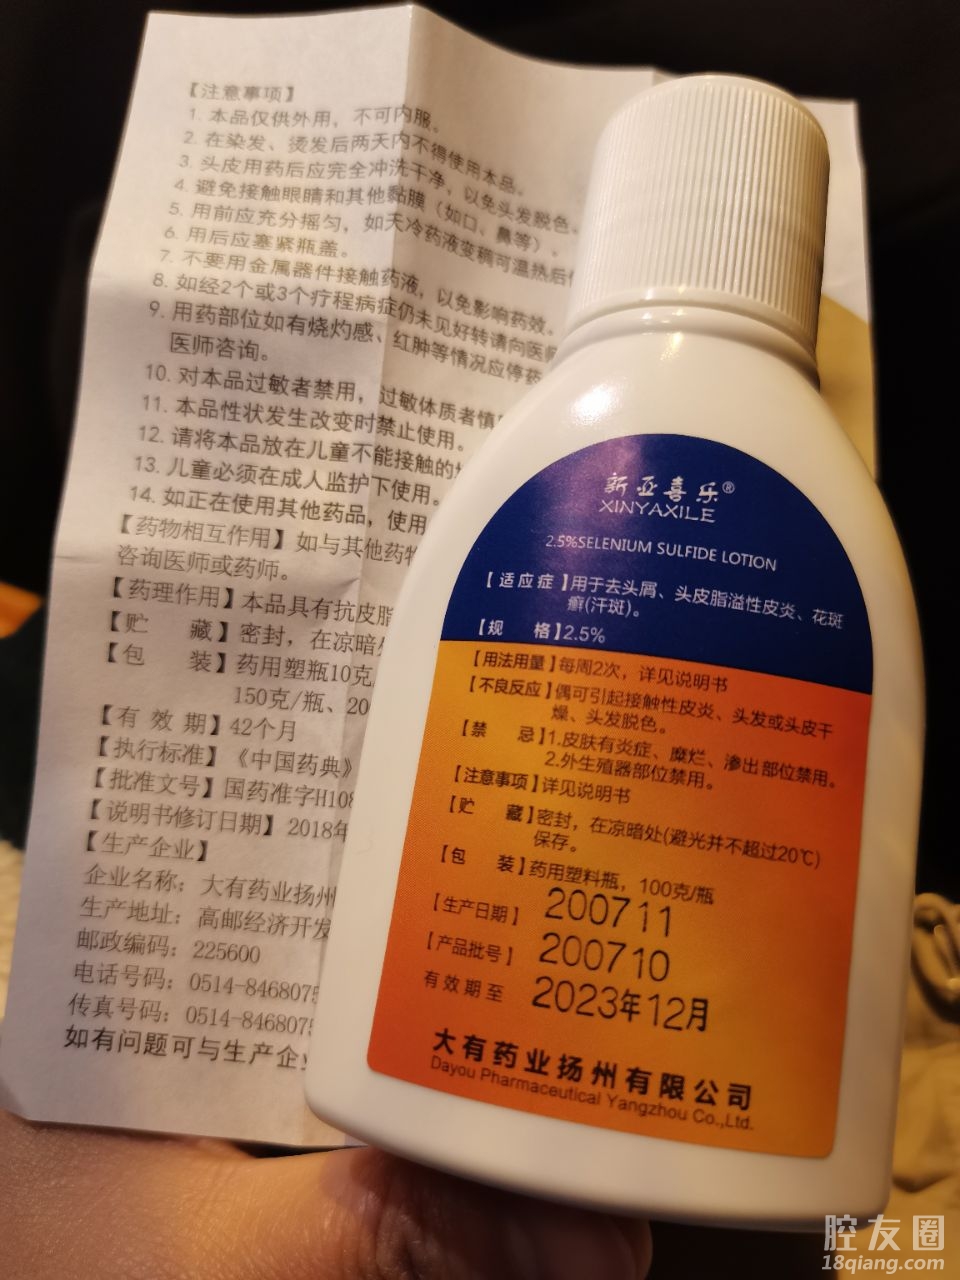 【注意事项】
1. 本品仅供外用，不可内服。
2. 在染发、烫发后两天内不得使用本品。
3. 头皮用药后应完全冲洗干净，以免头发脱色。
4. 避免接触眼睛和其他黏膜（如口、鼻等）。
5. 用前应充分摇匀，如天冷药液变稠可温热后
6. 用后应塞紧瓶盖。
7. 不要用金属器件接触药液，以免影响药效。
8. 如经2个或3个疗程病症仍未见好转请向医师
9. 用药部位如有烧灼感、红肿等情况应停药
医师咨询。
10. 对本品过敏者禁用，过敏体质者慎
11. 本品性状发生改变时禁止使用。
12. 请将本品放在儿童不能接触的
13. 儿童必须在成人监护下使用。
14. 如正在使用其他药品，使用
【药物相互作用】如与其他药物
咨询医师或药师。
【药理作用】本品具有抗皮脂
【贮 藏】密封，在凉暗处
【包 装】药用塑瓶10克
150克/瓶、20
【有 效 期】42个月
【执行标准】《中国药典》
【批准文号】国药准字H108
【说明书修订日期】2018年
【生产企业】
企业名称：大有药业扬州
生产地址：高邮经济开发
邮政编码：225600
电话号码：0514-8468075
传真号码：0514-8468075
如有问题可与生产企业
新亚喜乐®
XINYAXILE
2.5%SELENIUM SULFIDE LOTION
【适应症】用于去头屑、头皮脂溢性皮炎、花斑
癣(汗斑)。
【规 格】2.5%
【用法用量】每周2次，详见说明书
【不良反应】偶可引起接触性皮炎、头发或头皮干
燥、头发脱色。
【禁 忌】1.皮肤有炎症、糜烂、渗出部位禁用。
2.外生殖器部位禁用。
【注意事项】详见说明书
【贮 藏】密封，在凉暗处(避光并不超过20℃)
保存。
【包 装】药用塑料瓶，100克/瓶
【生产日期】200711
【产品批号】200710
有效期至 2023年12月
大有药业扬州有限公司
Dayou Pharmaceutical Yangzhou Co.,Ltd.
腔友圈
18qiang.com